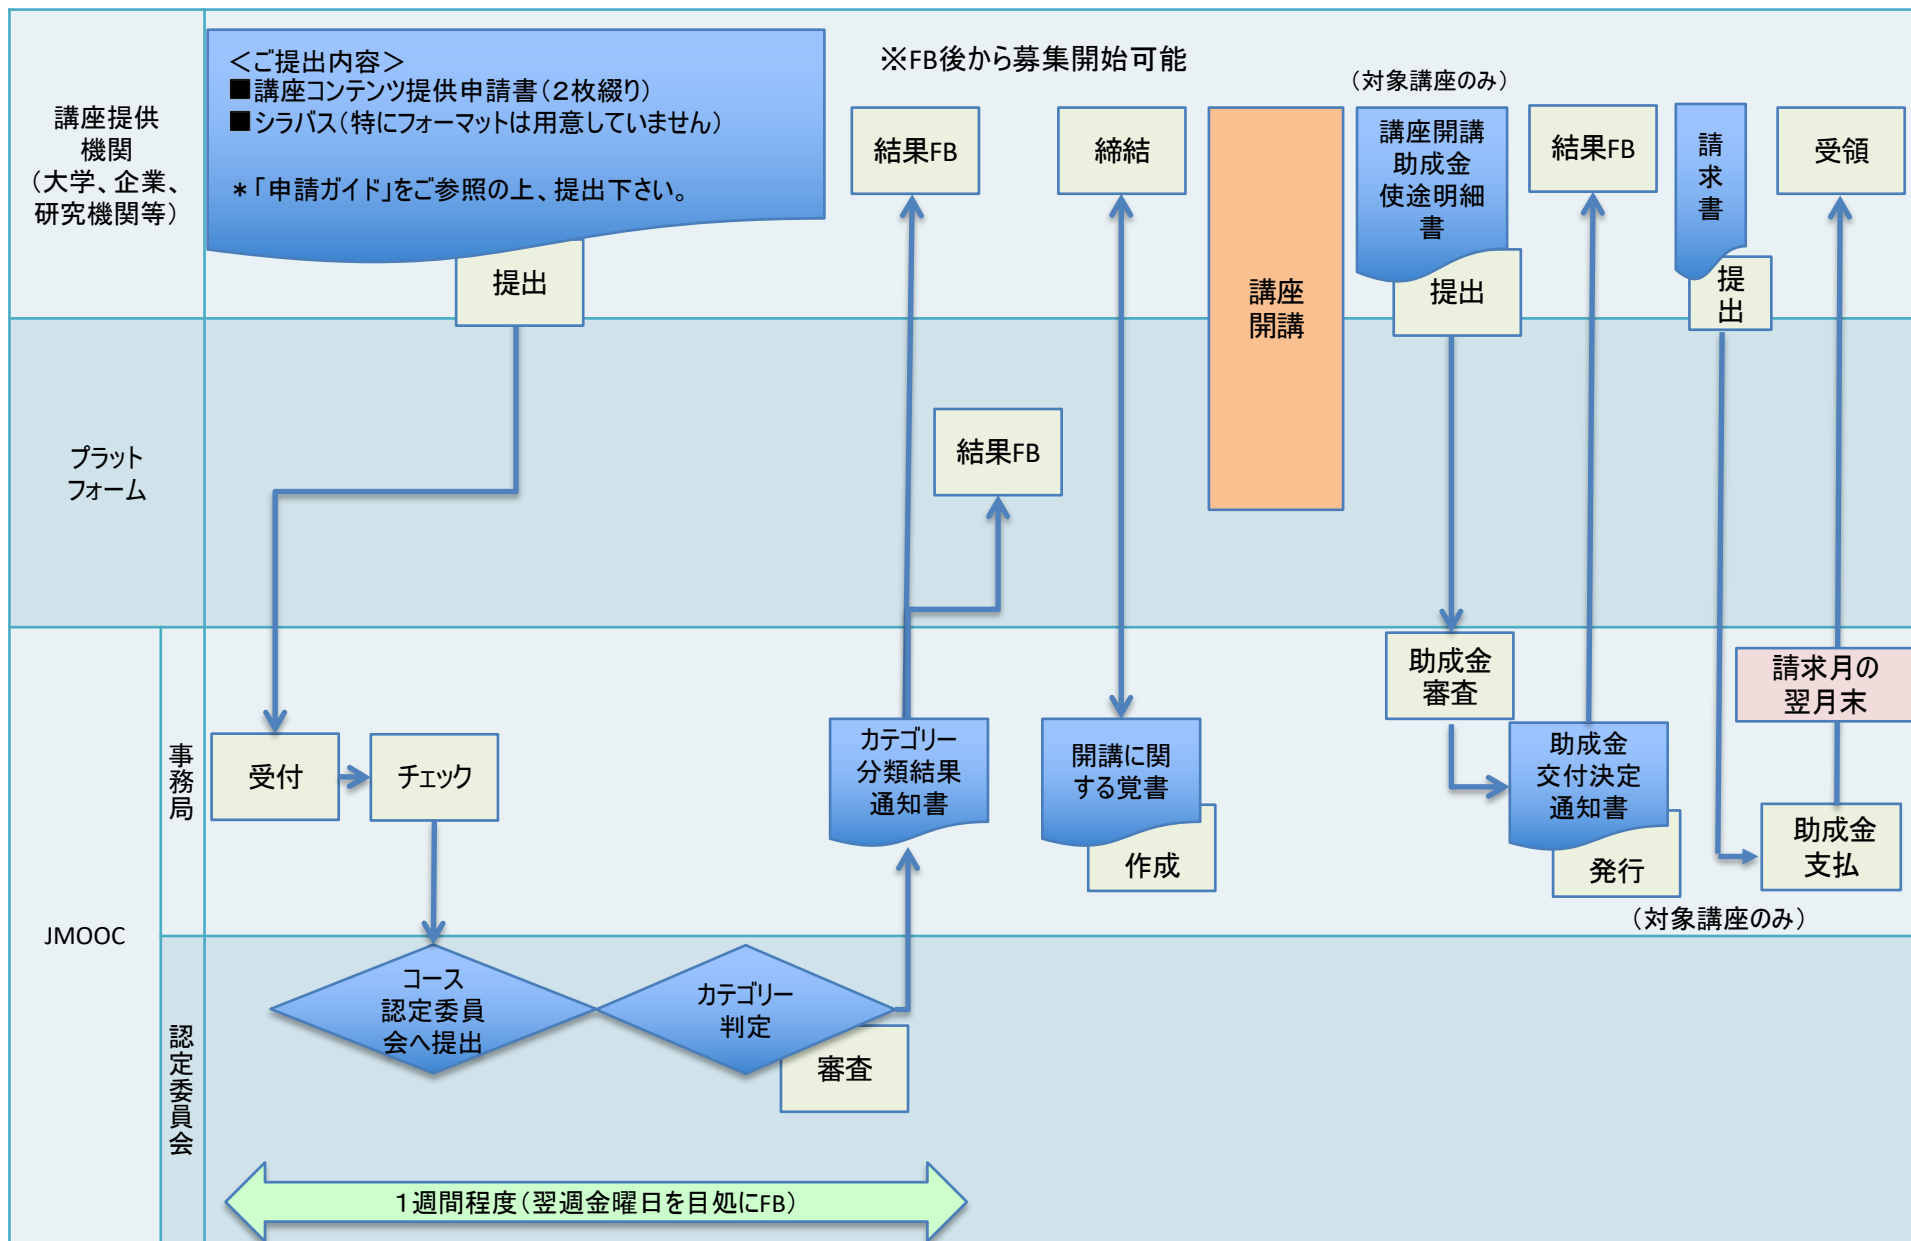 講座提供
機関
（大学、企業、
研究機関等）
＜ご提出内容＞
■講座コンテンツ提供申請書（２枚綴り）
■シラバス（特にフォーマットは用意していません）
＊「申請ガイド」をご参照の上、提出下さい。
提出
※FB後から募集開始可能
結果FB
締結
講座
開講
（対象講座のみ）
講座開講
助成金
使途明細
書
提出
結果FB
請
求
書
提
出
受領
プラット
フォーム
結果FB
JMOOC
事
務
局
受付
チェック
カテゴリー
分類結果
通知書
開講に関
する覚書
作成
助成金
審査
助成金
交付決定
通知書
発行
（対象講座のみ）
請求月の
翌月末
助成金
支払
認
定
委
員
会
コース
認定委員
会へ提出
カテゴリー
判定
審査
１週間程度（翌週金曜日を目処にFB）